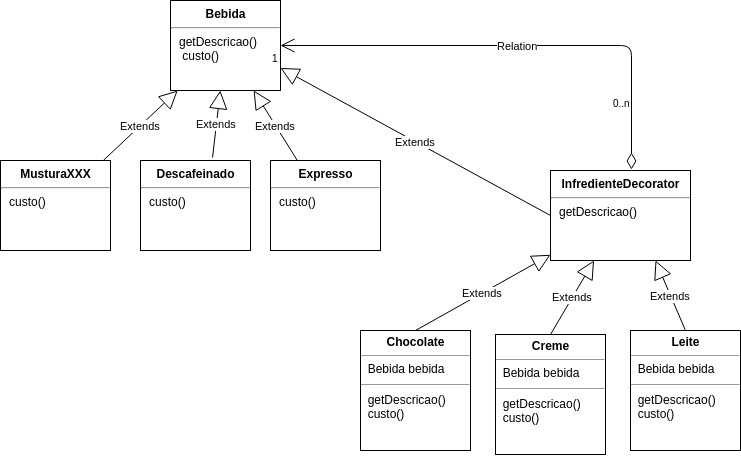 Bebida
getDescricao()
custo()
1
Relation
0..n
Extends
Extends
Extends
Extends
MusturaXXX
custo()
Descafeinado
custo()
Expresso
custo()
InfredienteDecorator
getDescricao()
Extends
Extends
Extends
Chocolate
Bebida bebida
getDescricao()
custo()
Creme
Bebida bebida
getDescricao()
custo()
Leite
Bebida bebida
getDescricao()
custo()